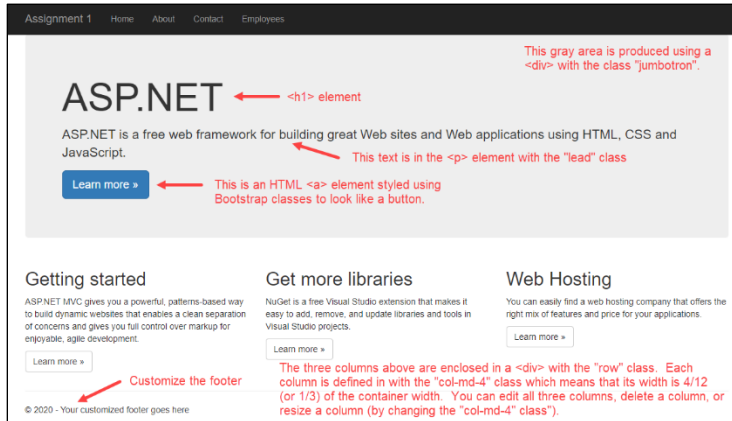 Assignment 1 Home About Contact Employees
This gray area is produced using a
<div> with the class "jumbotron".
ASP.NET
<h1> element
ASP.NET is a free web framework for building great Web sites and Web applications using HTML, CSS and
JavaScript.
This text is in the <p> element with the "lead" class
Learn more »
This is an HTML <a> element styled using
Bootstrap classes to look like a button.
Getting started
ASP.NET MVC gives you a powerful, patterns-based way
to build dynamic websites that enables a clean separation
of concerns and gives you full control over markup for
enjoyable, agile development.
Learn more »
Get more libraries
NuGet is a free Visual Studio extension that makes it
easy to add, remove, and update libraries and tools in
Visual Studio projects.
Learn more »
Web Hosting
You can easily find a web hosting company that offers the
right mix of features and price for your applications.
Learn more »
Customize the footer
The three columns above are enclosed in a <div> with the "row" class. Each
column is defined in with the "col-md-4" class which means that its width is 4/12
(or 1/3) of the container width. You can edit all three columns, delete a column, or
resize a column (by changing the "col-md-4" class").
© 2020 - Your customized footer goes here